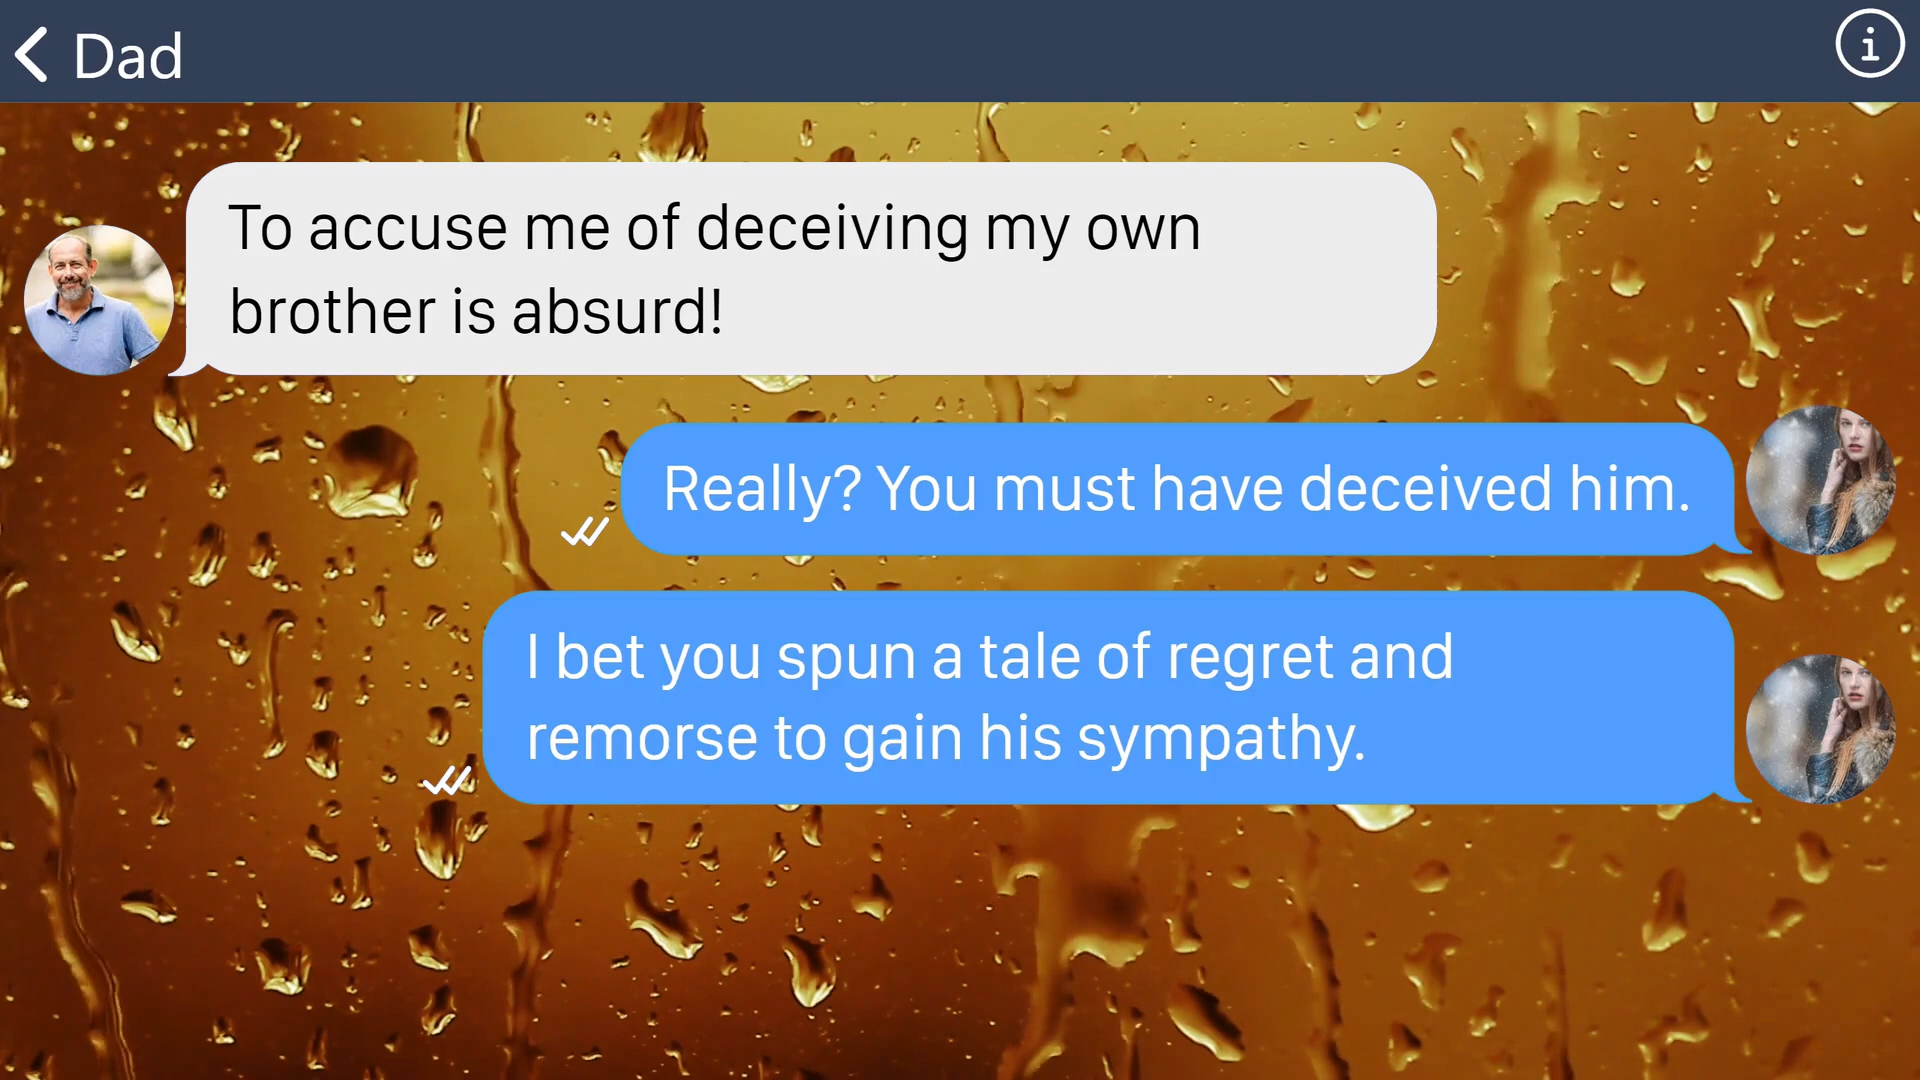 Dad
To accuse me of deceiving my own
brother is absurd!
Really? You must have deceived him.
I bet you spun a tale of regret and
remorse to gain his sympathy.